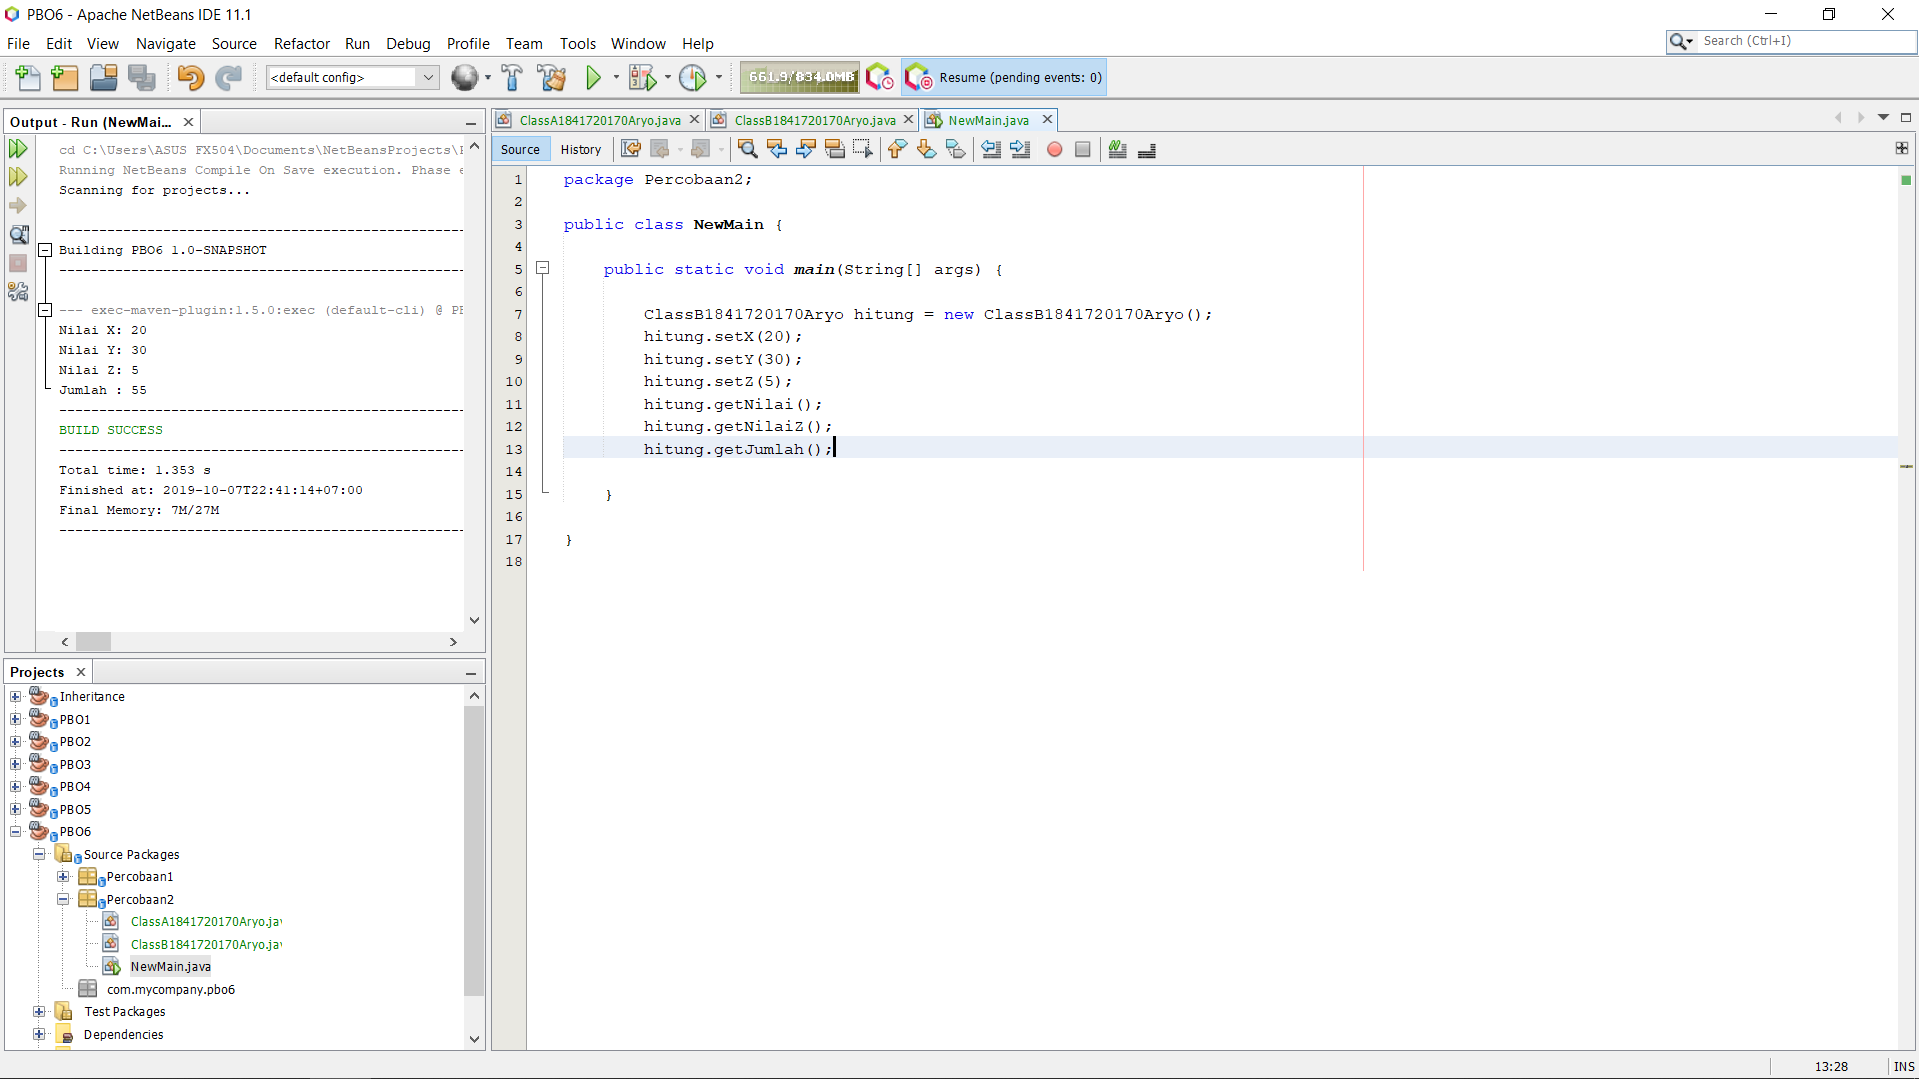 PBO6 - Apache NetBeans IDE 11.1
File Edit View Navigate Source Refactor Run Debug Profile Team Tools Window Help
Search (Ctrl+I)
<default config>
661.9/834.0MB
Resume (pending events: 0)
Output - Run (NewMai...
cd C:\Users\ASUS FX504\Documents\NetBeansProjects\
Running NetBeans Compile On Save execution. Phase
Scanning for projects...
------------------------------------------------------------------------
Building PBO6 1.0-SNAPSHOT
------------------------------------------------------------------------
--- exec-maven-plugin:1.5.0:exec (default-cli) @
Nilai X: 20
Nilai Y: 30
Nilai Z: 5
Jumlah : 55
------------------------------------------------------------------------
BUILD SUCCESS
------------------------------------------------------------------------
Total time: 1.353 s
Finished at: 2019-10-07T22:41:14+07:00
Final Memory: 7M/27M
------------------------------------------------------------------------
Projects
Inheritance
PBO1
PBO2
PBO3
PBO4
PBO5
PBO6
Source Packages
Percobaan1
Percobaan2
ClassA1841720170Aryo.jav
ClassB1841720170Aryo.jav
NewMain.java
com.mycompany.pbo6
Test Packages
Dependencies
ClassA1841720170Aryo.java ClassB1841720170Aryo.java NewMain.java
Source History
1 package Percobaan2;
2
3 public class NewMain {
4
5 public static void main(String[] args) {
6
7 ClassB1841720170Aryo hitung = new ClassB1841720170Aryo();
8 hitung.setX(20);
9 hitung.setY(30);
10 hitung.setZ(5);
11 hitung.getNilai();
12 hitung.getNilaiZ();
13 hitung.getJumlah();
14
15 }
16
17 }
18
13:28 INS